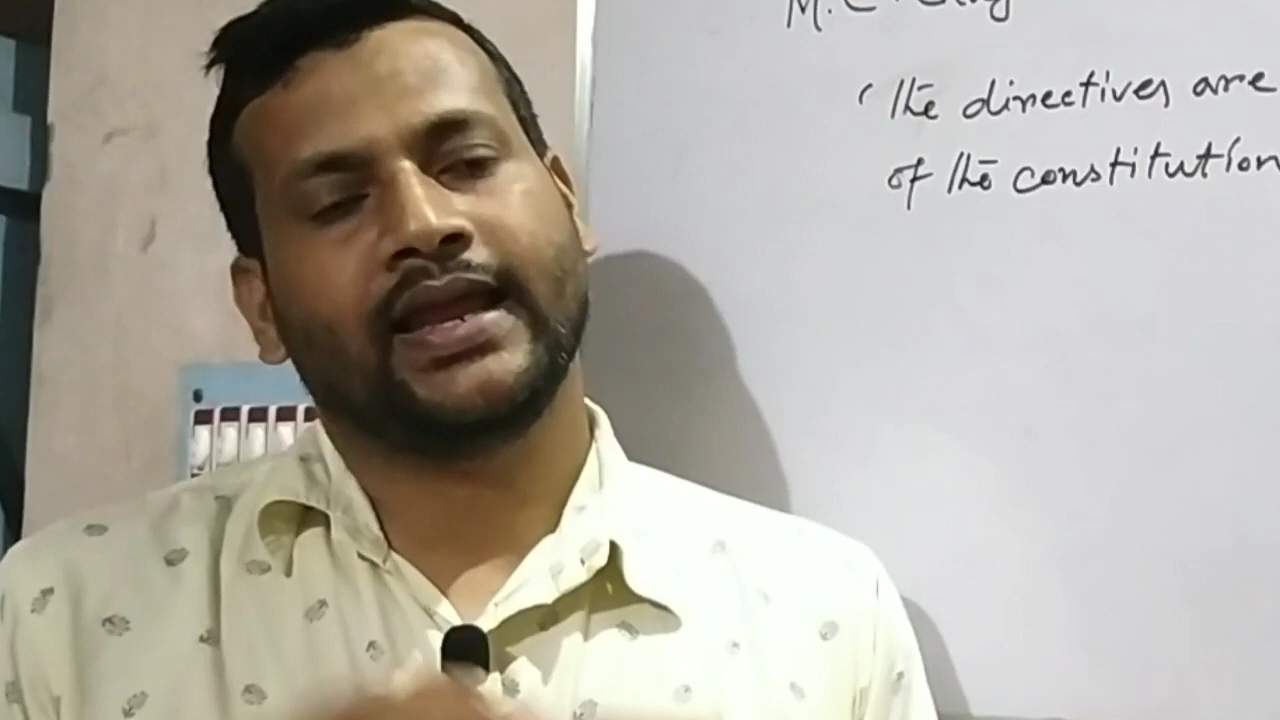 M.C.
'The directives are
of the constitution